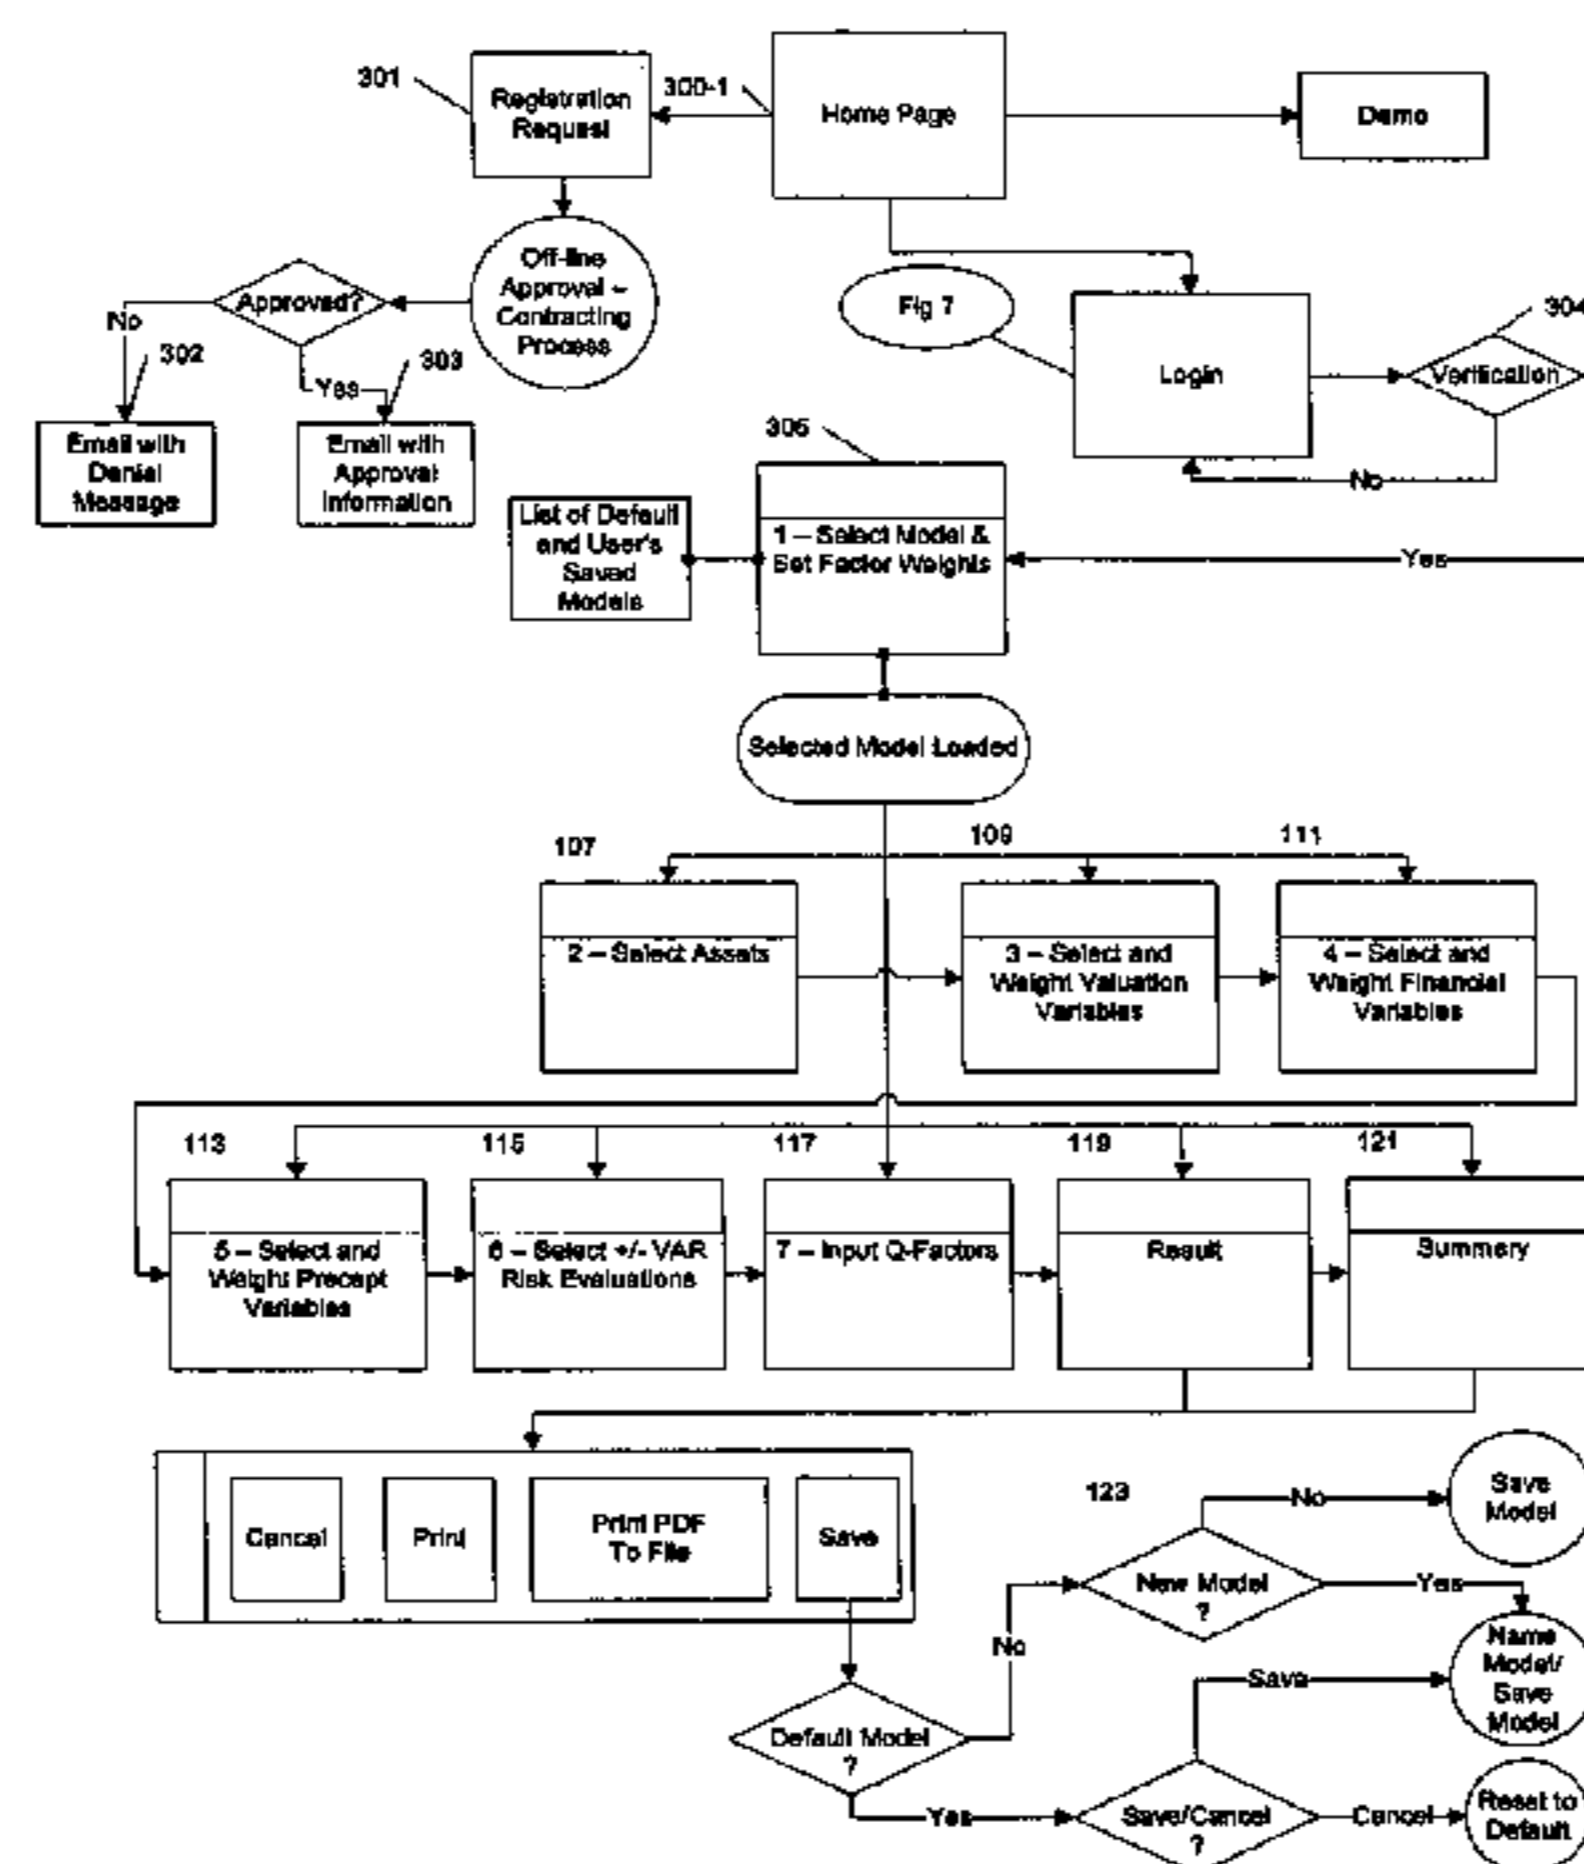 301
Registration
Request
300-1
Home Page
Demo
Off-line
Approval –
Contracting
Process
Approved?
No
302
Yes
303
Email with
Denial
Message
Email with
Approval
Information
Fig 7
Login
304
Verification
No
Yes
305
1 – Select Model &
Set Factor Weights
List of Default
and User's
Saved
Models
Selected Model Loaded
107
109
111
2 – Select Assets
3 – Select and
Weight Valuation
Variables
4 – Select and
Weight Financial
Variables
113
115
117
119
121
5 – Select and
Weight Precept
Variables
6 – Select +/- VAR
Risk Evaluations
7 – Input Q-Factors
Result
Summary
Cancel
Print
Print PDF
To File
Save
123
No
Save
Model
New Model
?
Yes
No
Name
Model/
Save
Model
Save
Default Model
?
Yes
Save/Cancel
?
Cancel
Reset to
Default